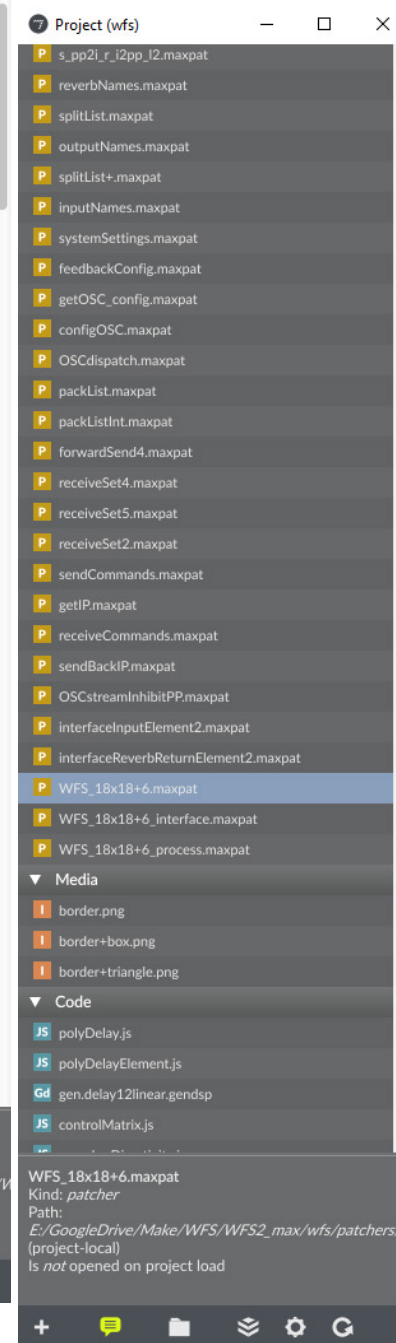 Project (wfs)
P s_pp2i_r_i2pp_l2.maxpat
P reverbNames.maxpat
P splitList.maxpat
P outputNames.maxpat
P splitList+.maxpat
P inputNames.maxpat
P systemSettings.maxpat
P feedbackConfig.maxpat
P getOSC_config.maxpat
P configOSC.maxpat
P OSCdispatch.maxpat
P packList.maxpat
P packListInt.maxpat
P forwardSend4.maxpat
P receiveSet4.maxpat
P receiveSet5.maxpat
P receiveSet2.maxpat
P sendCommands.maxpat
P getIP.maxpat
P receiveCommands.maxpat
P sendBackIP.maxpat
P OSCstreamInhibitPP.maxpat
P interfaceInputElement2.maxpat
P interfaceReverbReturnElement2.maxpat
P WFS_18x18+6.maxpat
P WFS_18x18+6_interface.maxpat
P WFS_18x18+6_process.maxpat
Media
I border.png
I border+box.png
I border+triangle.png
Code
JS polyDelay.js
JS polyDelayElement.js
Gd gen.delay12linear.gendsp
JS controlMatrix.js
WFS_18x18+6.maxpat
Kind: patcher
Path:
E:/GoogleDrive/Make/WFS/WFS2_max/wfs/patchers
(project-local)
Is not opened on project load